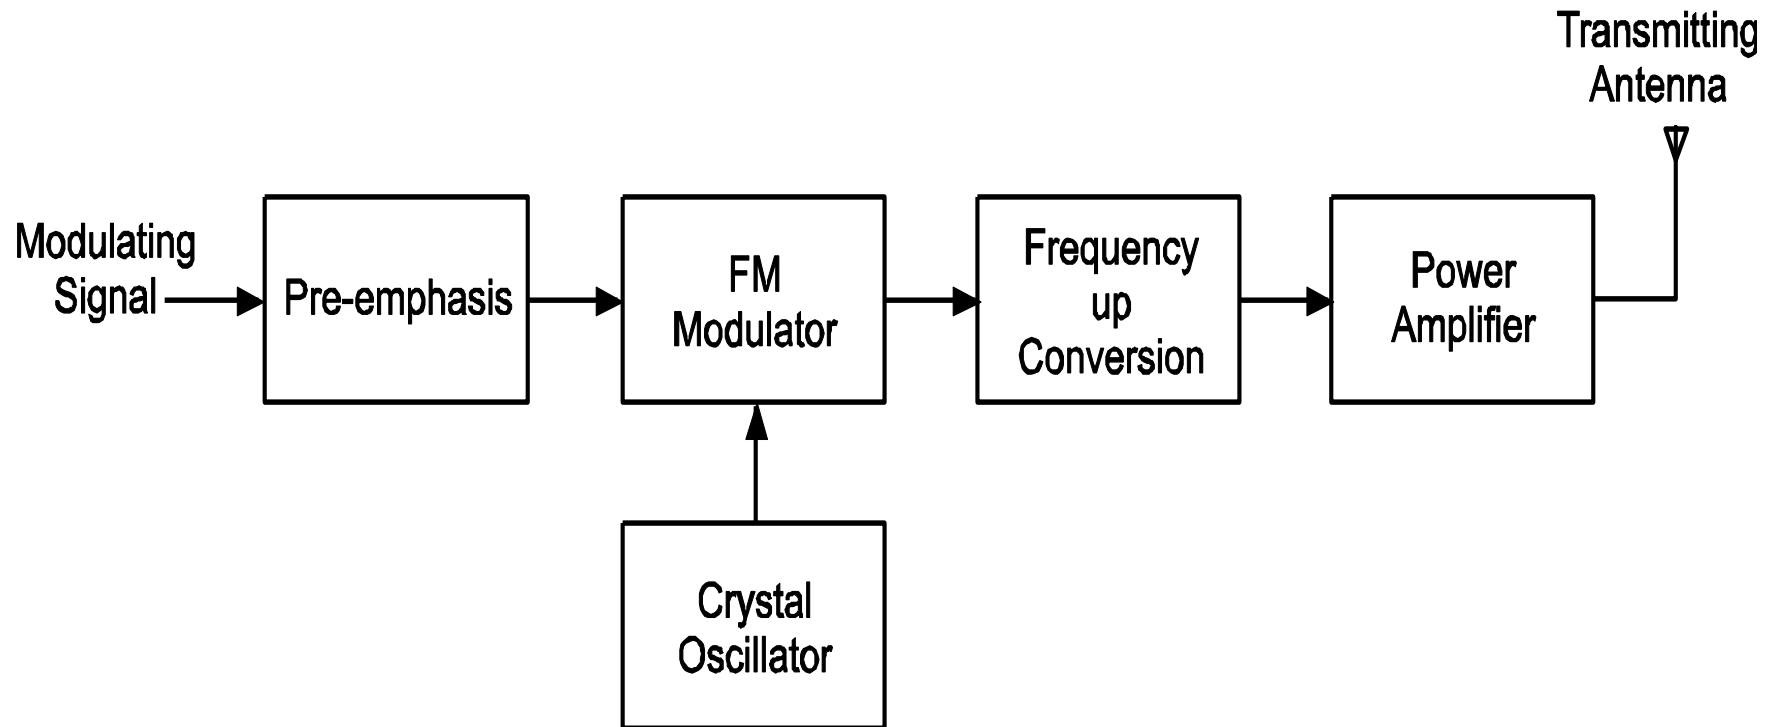 Transmitting
Antenna
Modulating
Signal
Pre-emphasis
FM
Modulator
Frequency
up
Conversion
Power
Amplifier
Crystal
Oscillator